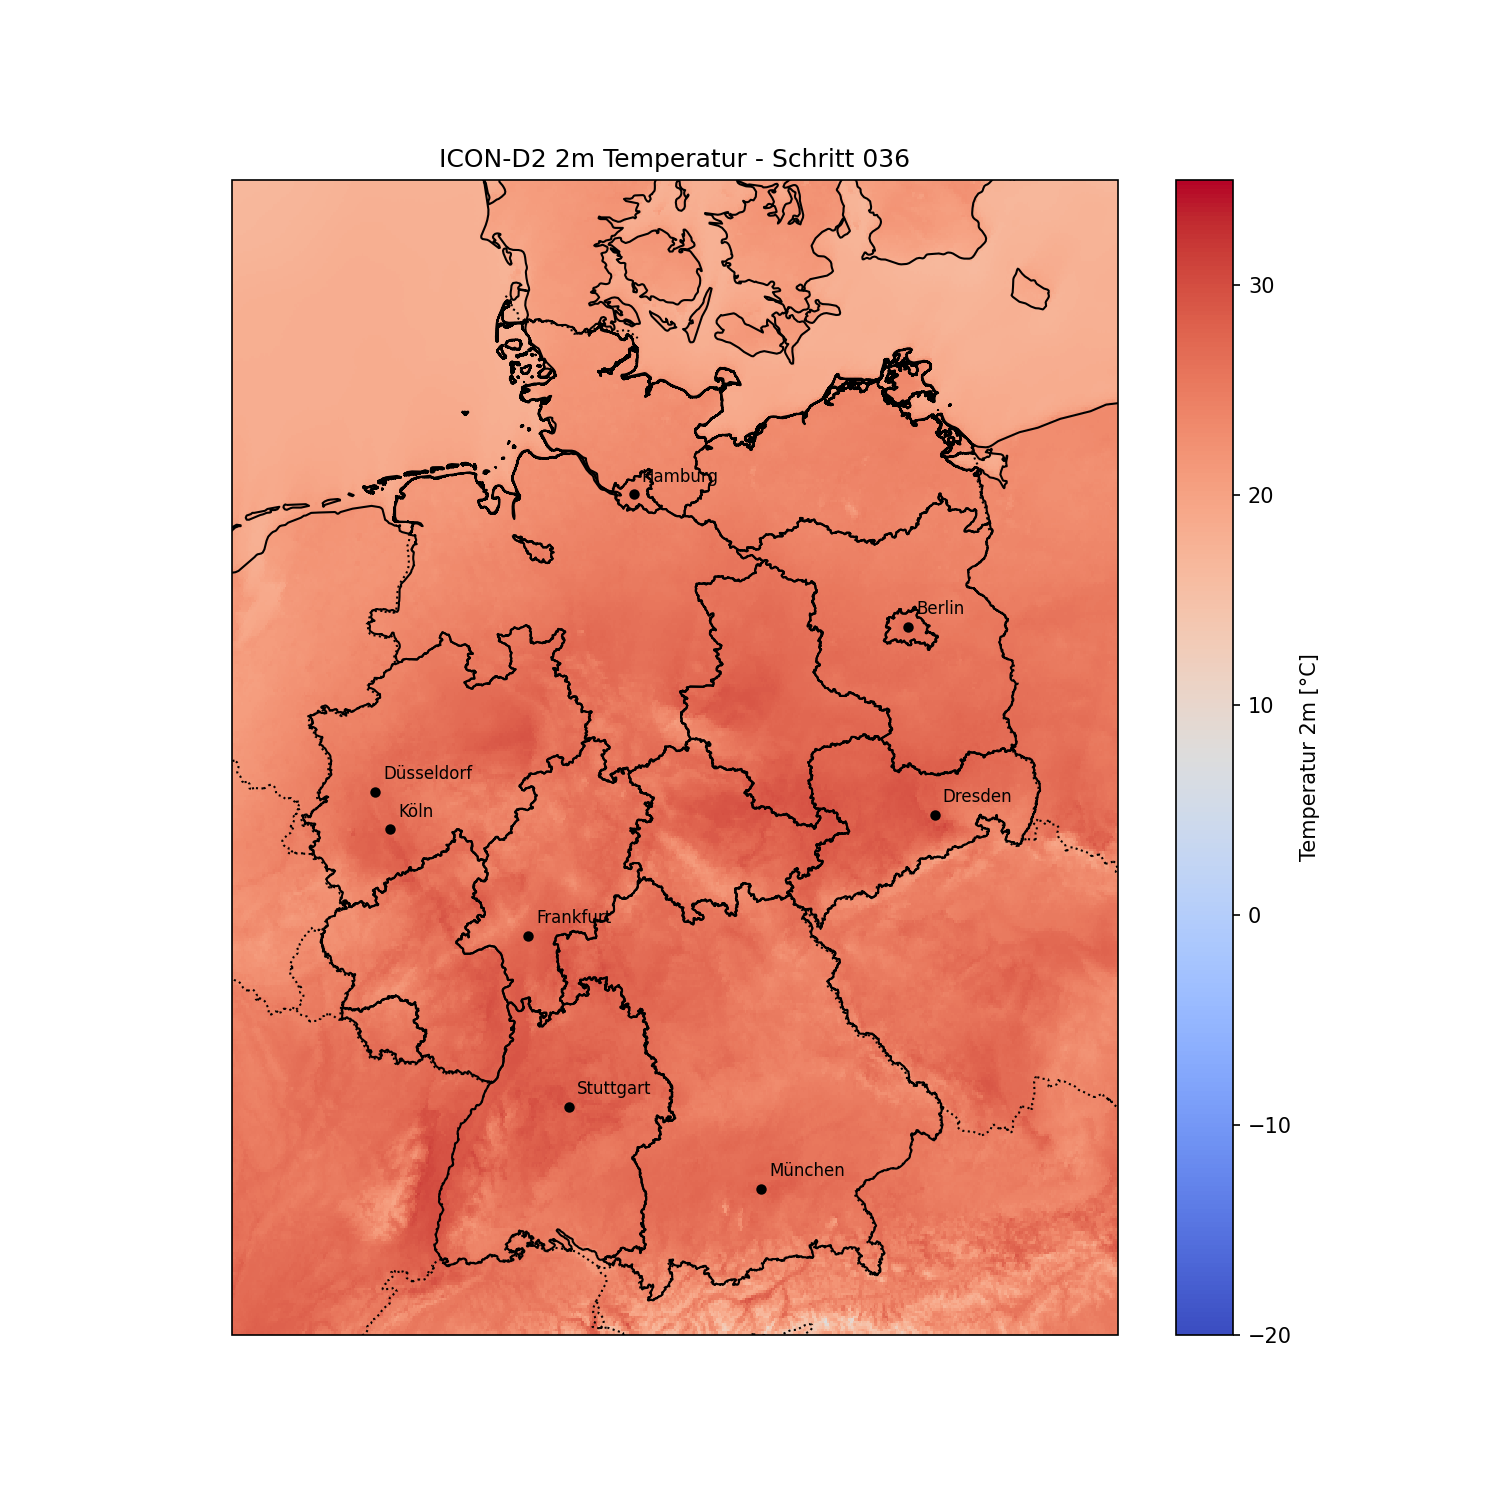 ICON-D2 2m Temperatur - Schritt 036
Hamburg
Berlin
Düsseldorf
Köln
Dresden
Frankfurt
Stuttgart
München
30
20
10
0
−10
−20
Temperatur 2m [°C]